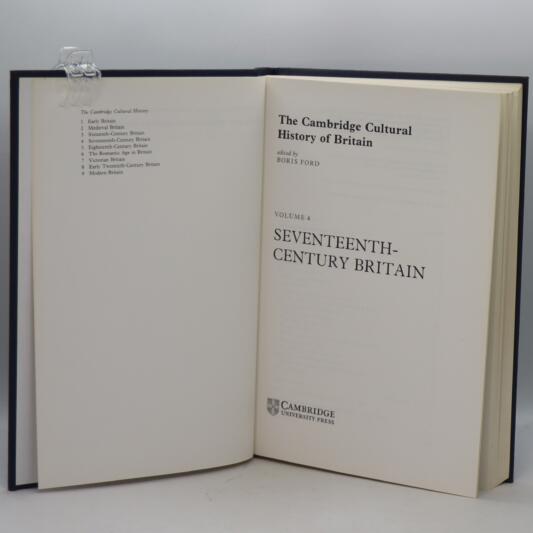 The Cambridge Cultural History
1 Early Britain
2 Medieval Britain
3 Sixteenth-Century Britain
4 Seventeenth-Century Britain
5 Eighteenth-Century Britain
6 The Romantic Age in Britain
7 Victorian Britain
8 Early Twentieth-Century Britain
9 Modern Britain
The Cambridge Cultural
History of Britain
edited by
BORIS FORD
VOLUME 4
SEVENTEENTH-
CENTURY BRITAIN
CAMBRIDGE
UNIVERSITY PRESS